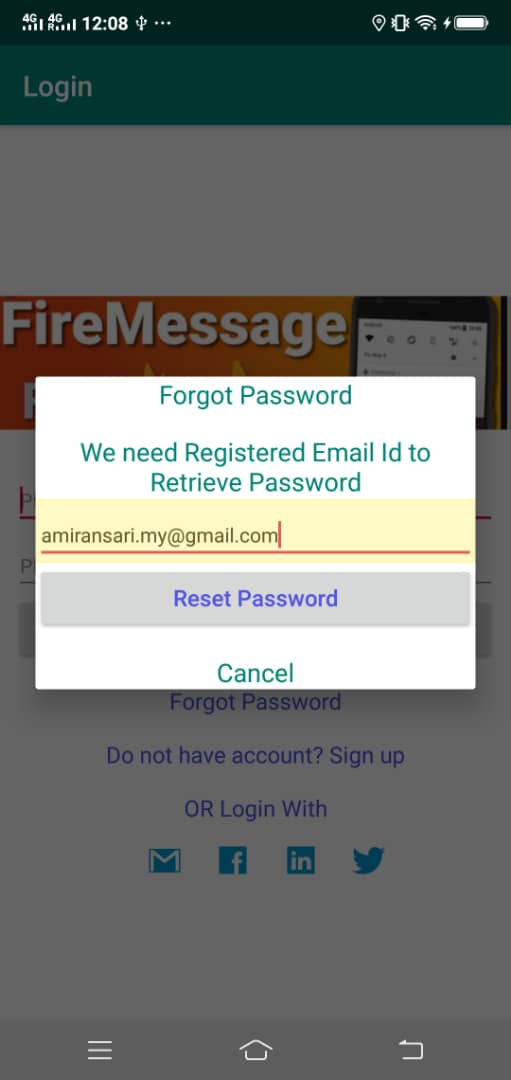 4G 4G R 12:08
Login
FireMessage
Forgot Password
We need Registered Email Id to
Retrieve Password
amiransari.my@gmail.com
Reset Password
Cancel
Forgot Password
Do not have account? Sign up
OR Login With
in